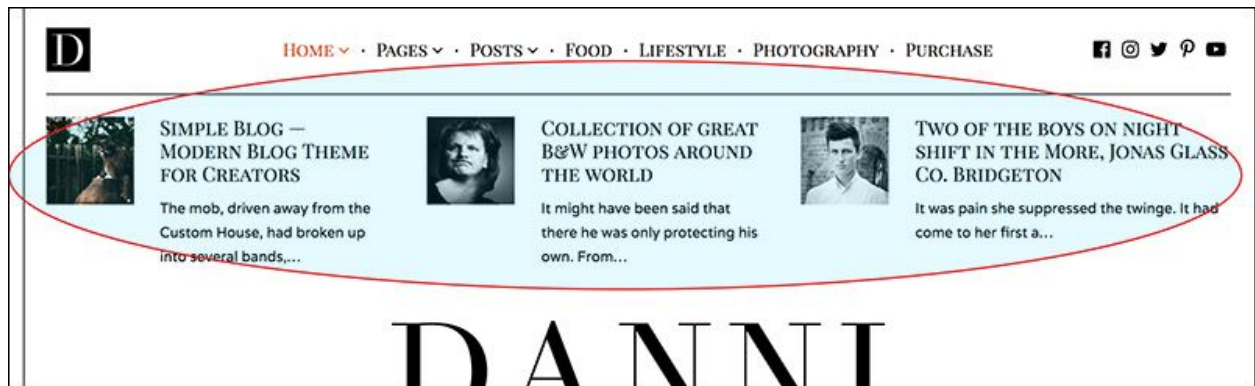 D
HOME · PAGES · POSTS · FOOD · LIFESTYLE · PHOTOGRAPHY · PURCHASE
SIMPLE BLOG —
MODERN BLOG THEME
FOR CREATORS
The mob, driven away from the
Custom House, had broken up
into several bands,...
COLLECTION OF GREAT
B&W PHOTOS AROUND
THE WORLD
It might have been said that
there he was only protecting his
own. From...
TWO OF THE BOYS ON NIGHT
SHIFT IN THE MORE, JONAS GLASS
CO. BRIDGETON
It was pain she suppressed the twinge. It had
come to her first a...
DANNI